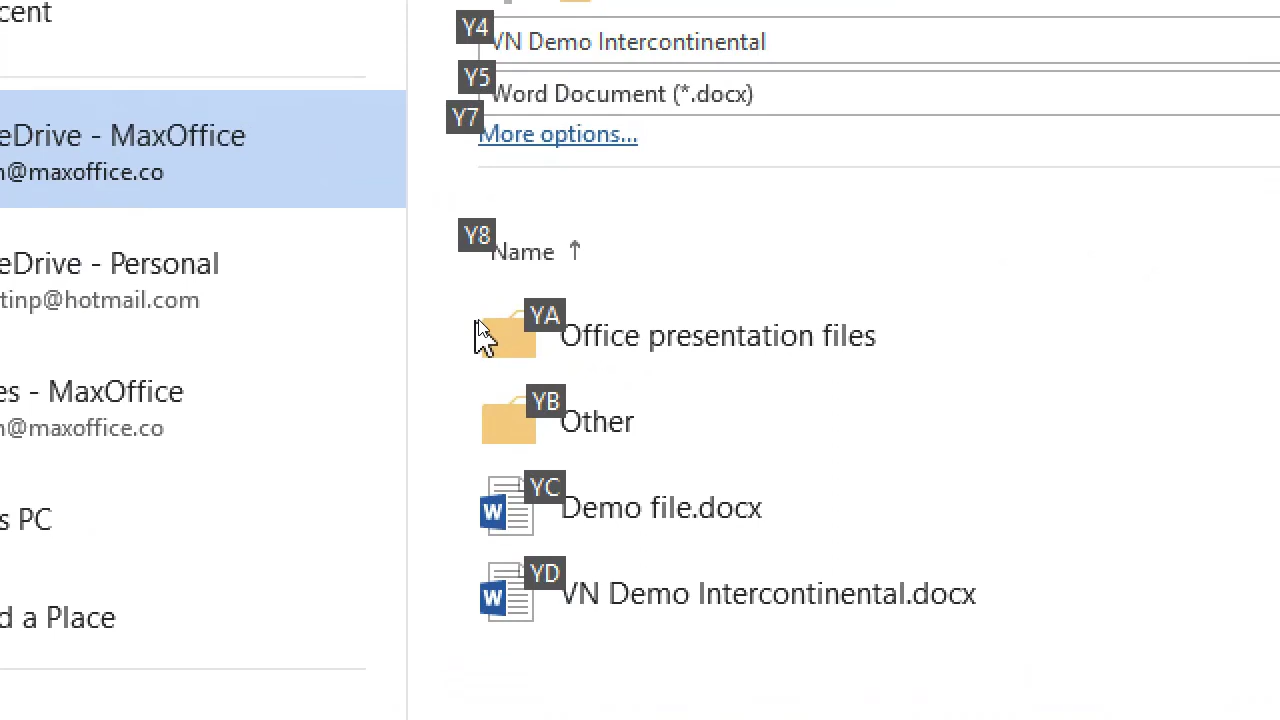 cent
eDrive - MaxOffice
n@maxoffice.co
eDrive - Personal
tinp@hotmail.com
es - MaxOffice
n@maxoffice.co
s PC
d a Place
Y4
VN Demo Intercontinental
Y5
Word Document (*.docx)
Y7
More options...
Y8
Name ↑
YA
Office presentation files
YB
Other
YC
W
Demo file.docx
YD
W
VN Demo Intercontinental.docx